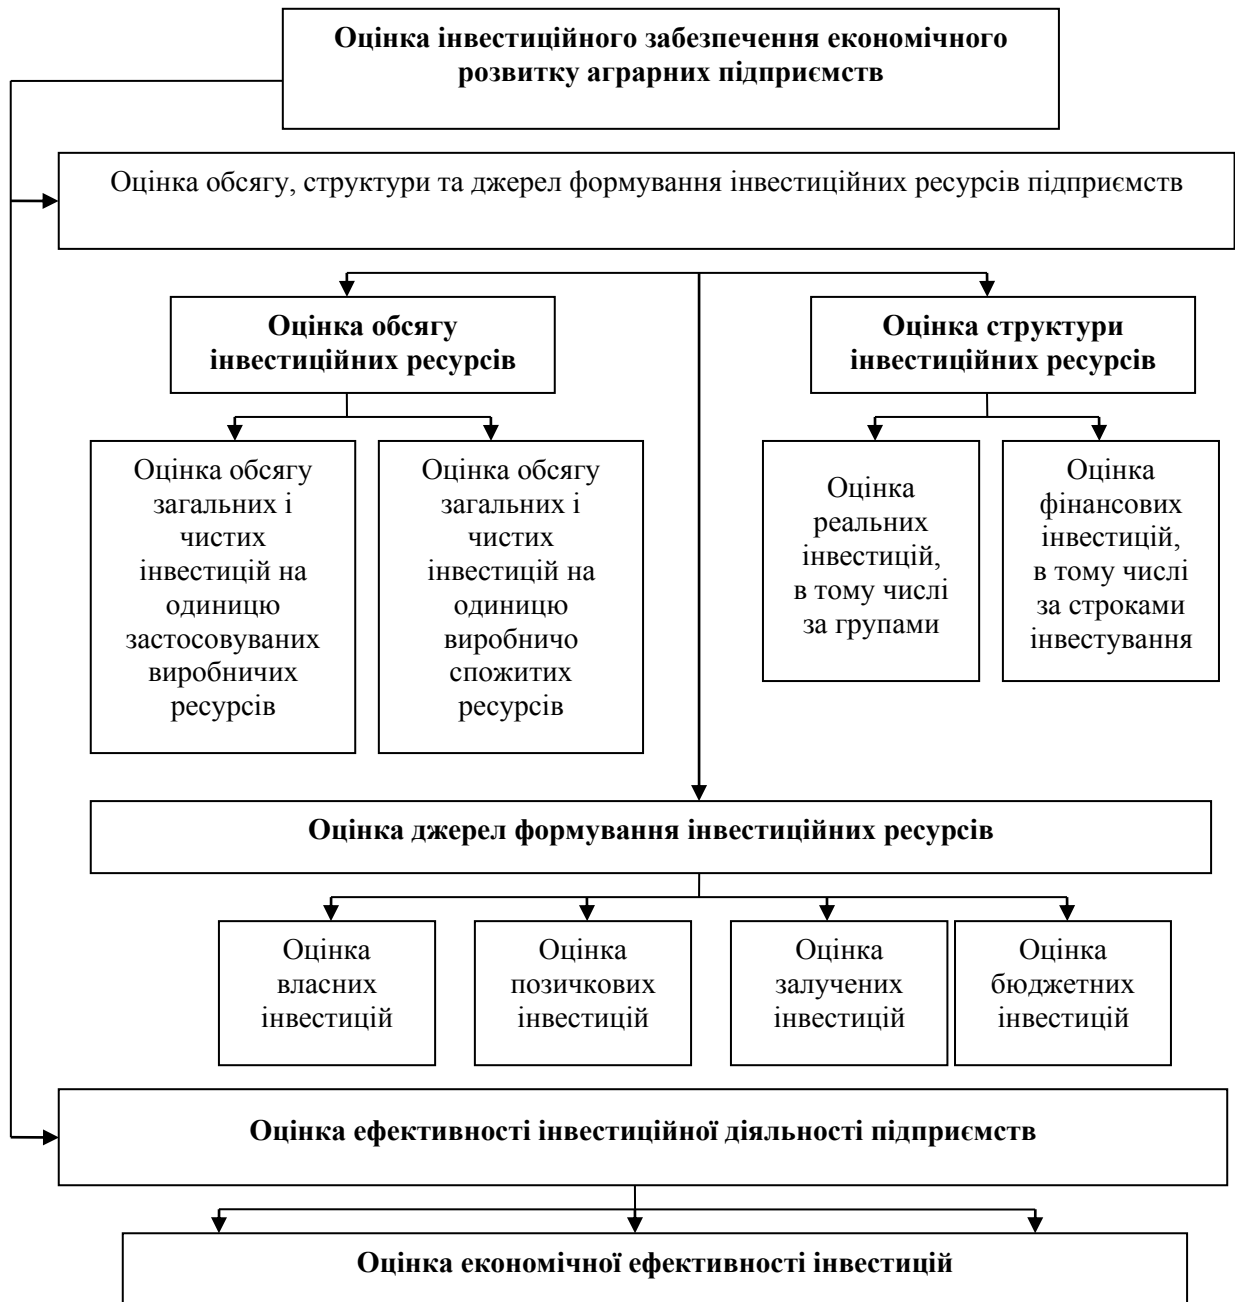 Оцінка інвестиційного забезпечення економічного
розвитку аграрних підприємств
Оцінка обсягу, структури та джерел формування інвестиційних ресурсів підприємств
Оцінка обсягу
інвестиційних ресурсів
Оцінка структури
інвестиційних ресурсів
Оцінка обсягу
загальних і
чистих
інвестицій на
одиницю
застосовуваних
виробничих
ресурсів
Оцінка обсягу
загальних і
чистих
інвестицій на
одиницю
виробничо
спожитих
ресурсів
Оцінка
реальних
інвестицій,
в тому числі
за групами
Оцінка
фінансових
інвестицій,
в тому числі
за строками
інвестування
Оцінка джерел формування інвестиційних ресурсів
Оцінка
власних
інвестицій
Оцінка
позичкових
інвестицій
Оцінка
залучених
інвестицій
Оцінка
бюджетних
інвестицій
Оцінка ефективності інвестиційної діяльності підприємств
Оцінка економічної ефективності інвестицій